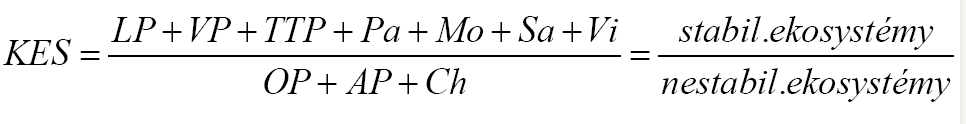 KES = LP + VP + TTP + Pa + Mo + Sa + Vi / OP + AP + Ch = stabil.ekosystémy / nestabil.ekosystémy